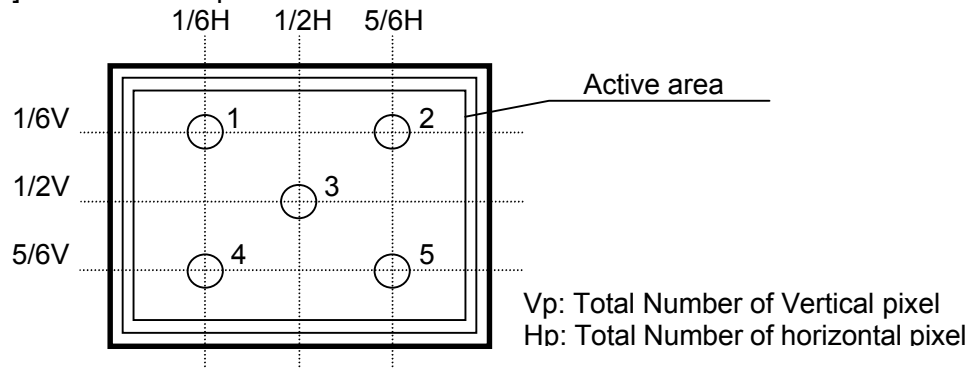 1/6H 1/2H 5/6H
Active area
1/6V 1 2
1/2V 3
5/6V 4 5
Vp: Total Number of Vertical pixel
Hp: Total Number of horizontal pixel